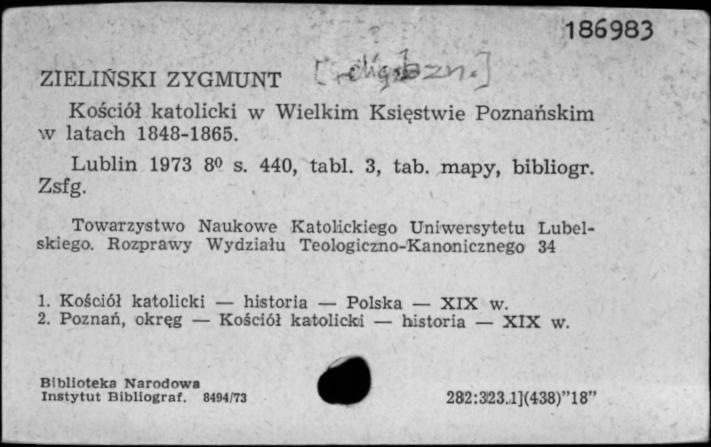 186983
ZIELIŃSKI ZYGMUNT
Kościół katolicki w Wielkim Księstwie Poznańskim
w latach 1848-1865.
Lublin 1973 8⁰ s. 440, tabl. 3, tab. mapy, bibliogr.
Zsfg.
Towarzystwo Naukowe Katolickiego Uniwersytetu Lubel-
skiego. Rozprawy Wydziału Teologiczno-Kanonicznego 34
1. Kościół katolicki — historia — Polska — XIX w.
2. Poznań, okręg — Kościół katolicki — historia — XIX w.
Biblioteka Narodowa
Instytut Bibliograf. 8494/73
282:323.1](438)"18"